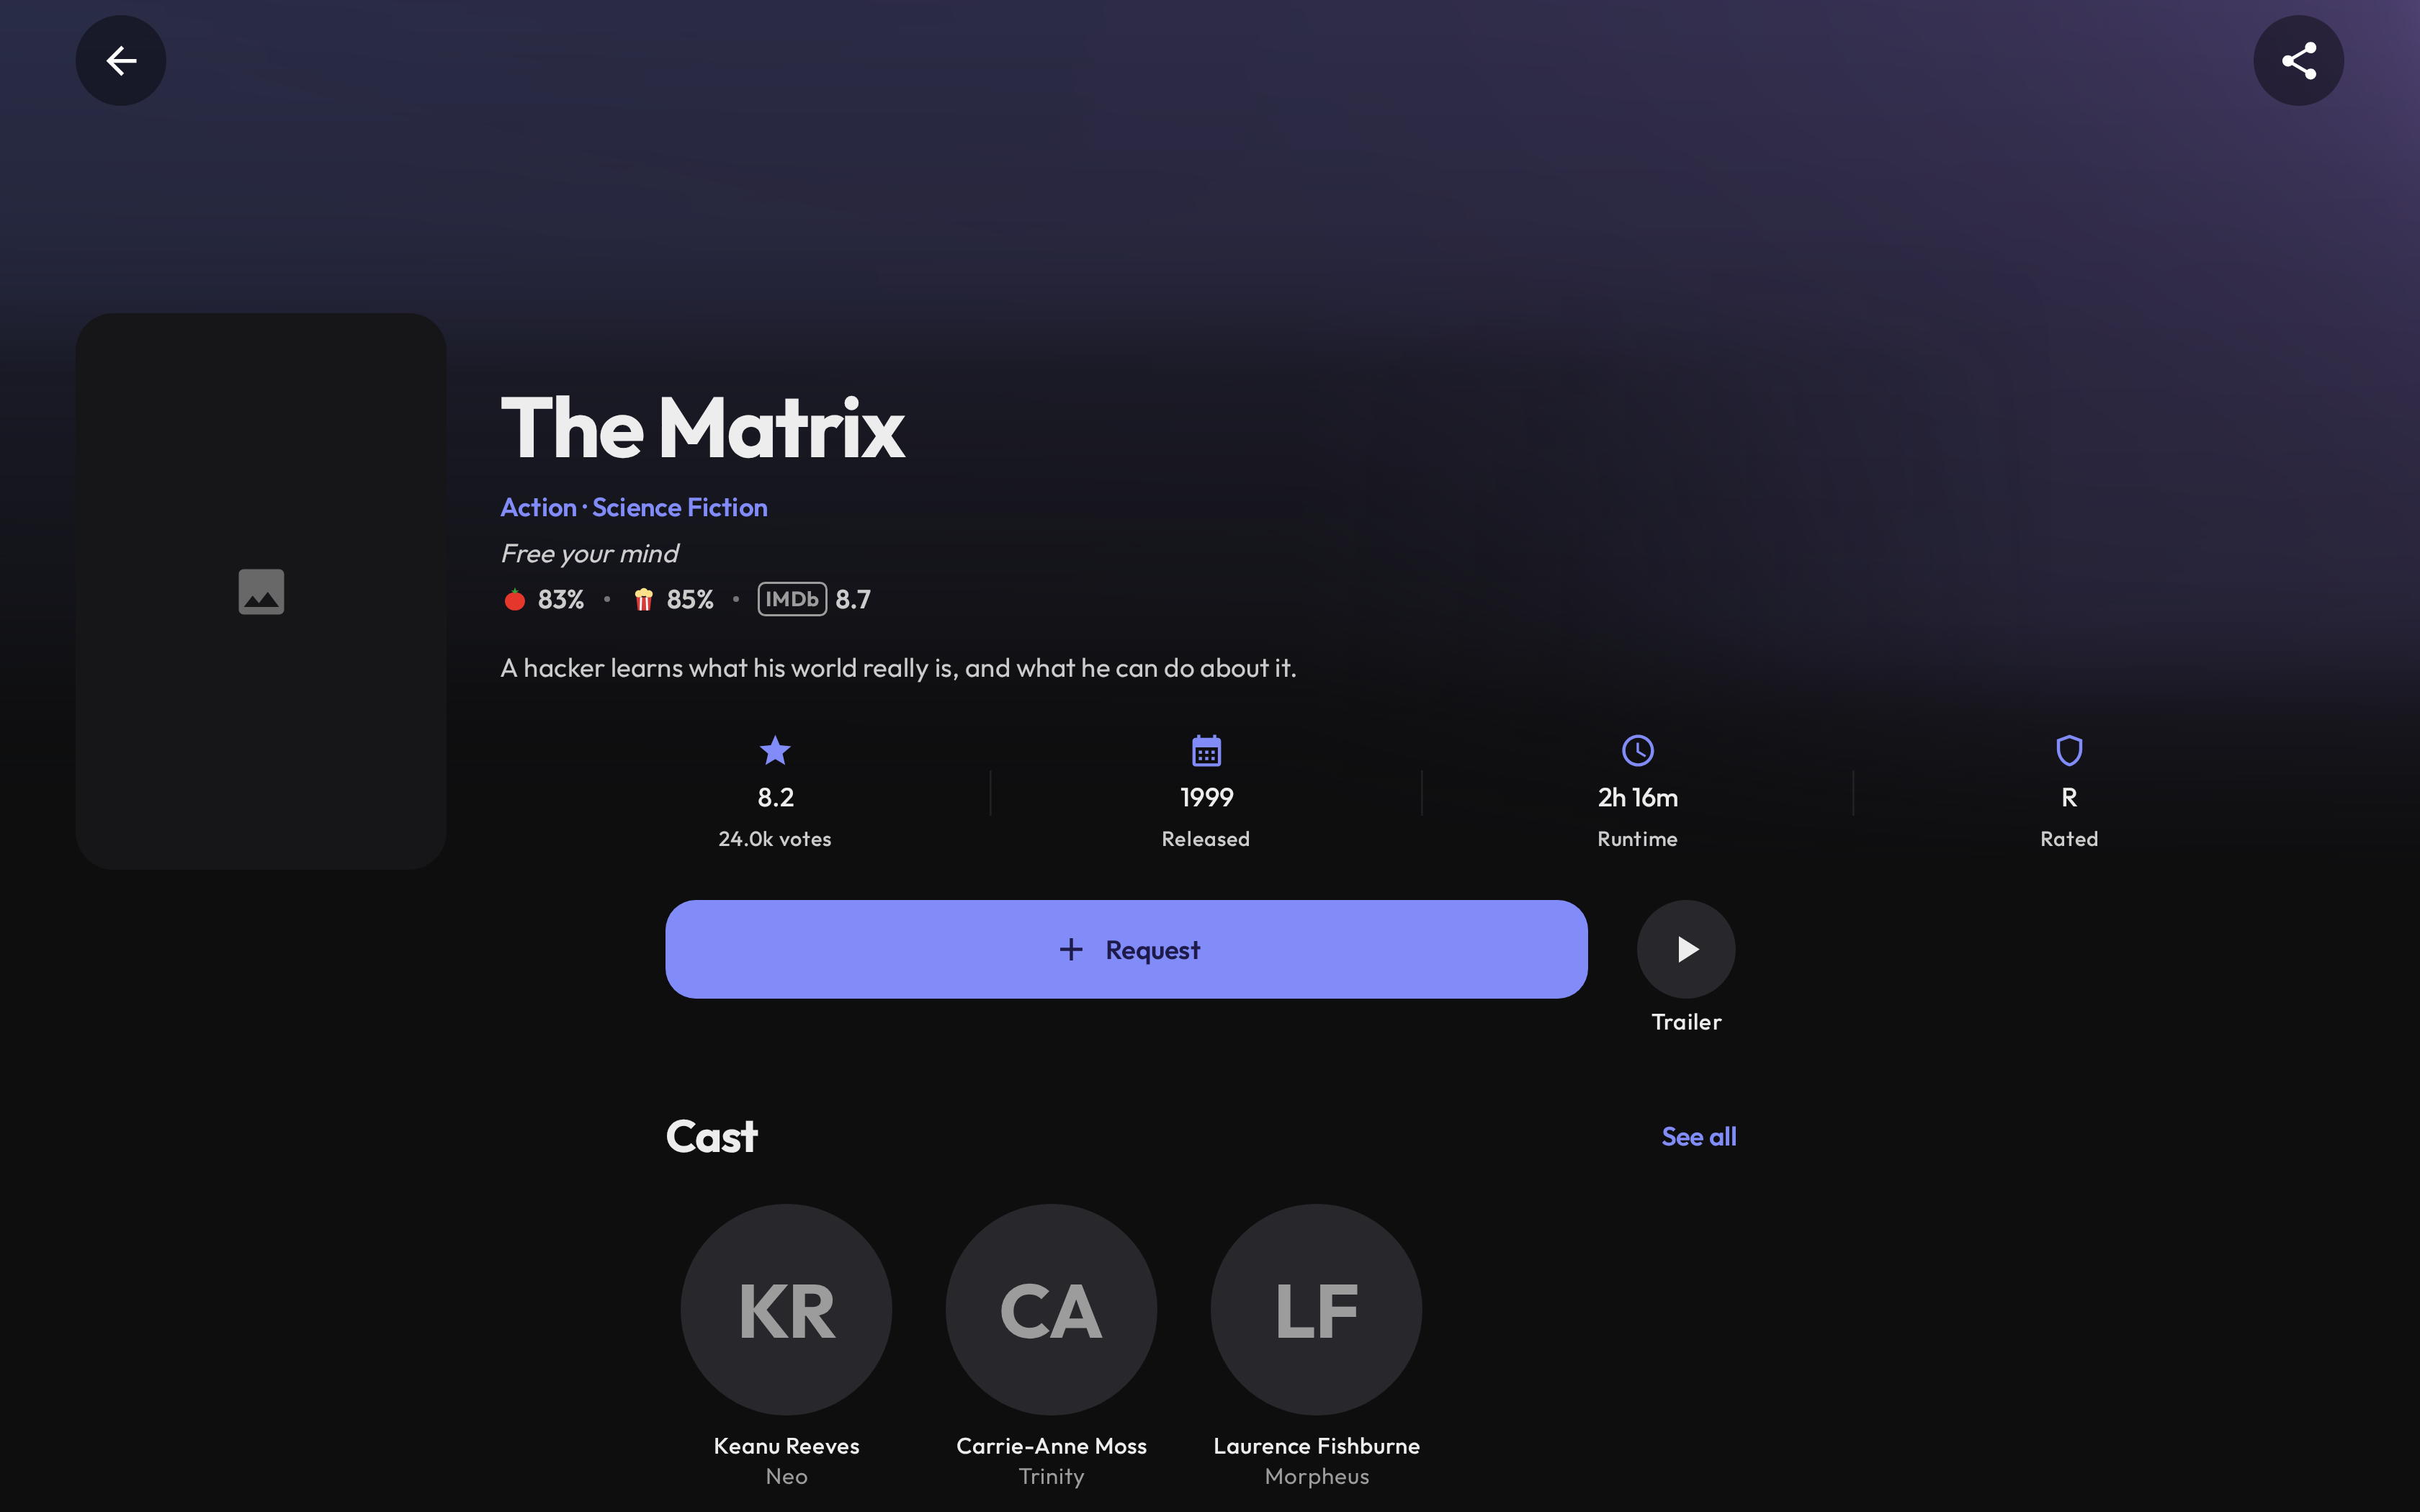 The Matrix
Action · Science Fiction
Free your mind
83% • 85% • IMDb 8.7
A hacker learns what his world really is, and what he can do about it.
8.2 1999 2h 16m R
24.0k votes Released Runtime Rated
+ Request
Trailer
Cast See all
KR CA LF
Keanu Reeves Carrie-Anne Moss Laurence Fishburne
Neo Trinity Morpheus